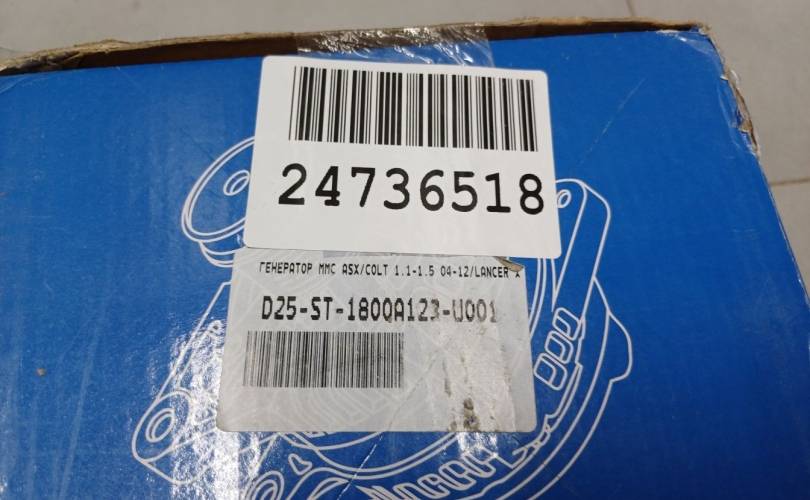 24736518
ГЕНЕРАТОР MMC ASX/COLT 1.1-1.5 04-12/LANCER X
D25-ST-1800A123-U001